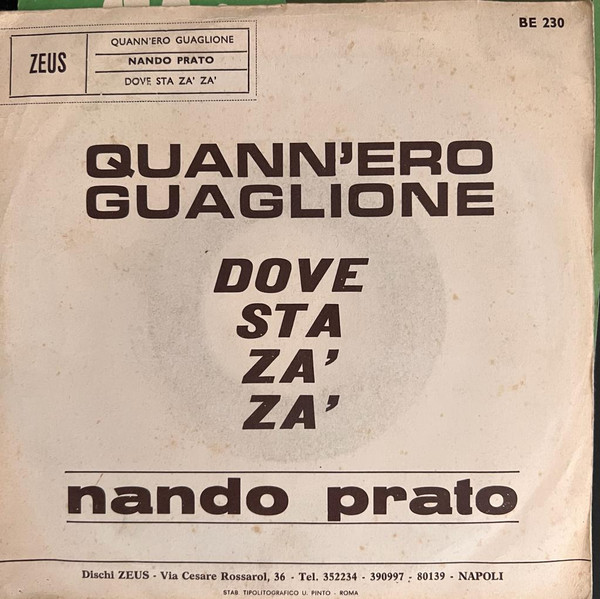 BE 230
ZEUS
QUANN'ERO GUAGLIONE
NANDO PRATO
DOVE STA ZA' ZA'
QUANN'ERO
GUAGLIONE
DOVE
STA
ZA'
ZA'
nando prato
Dischi ZEUS - Via Cesare Rossarol, 36 - Tel. 352234 - 390997 - 80139 - NAPOLI
STAB. TIPOLITOGRAFICO U. PINTO - ROMA